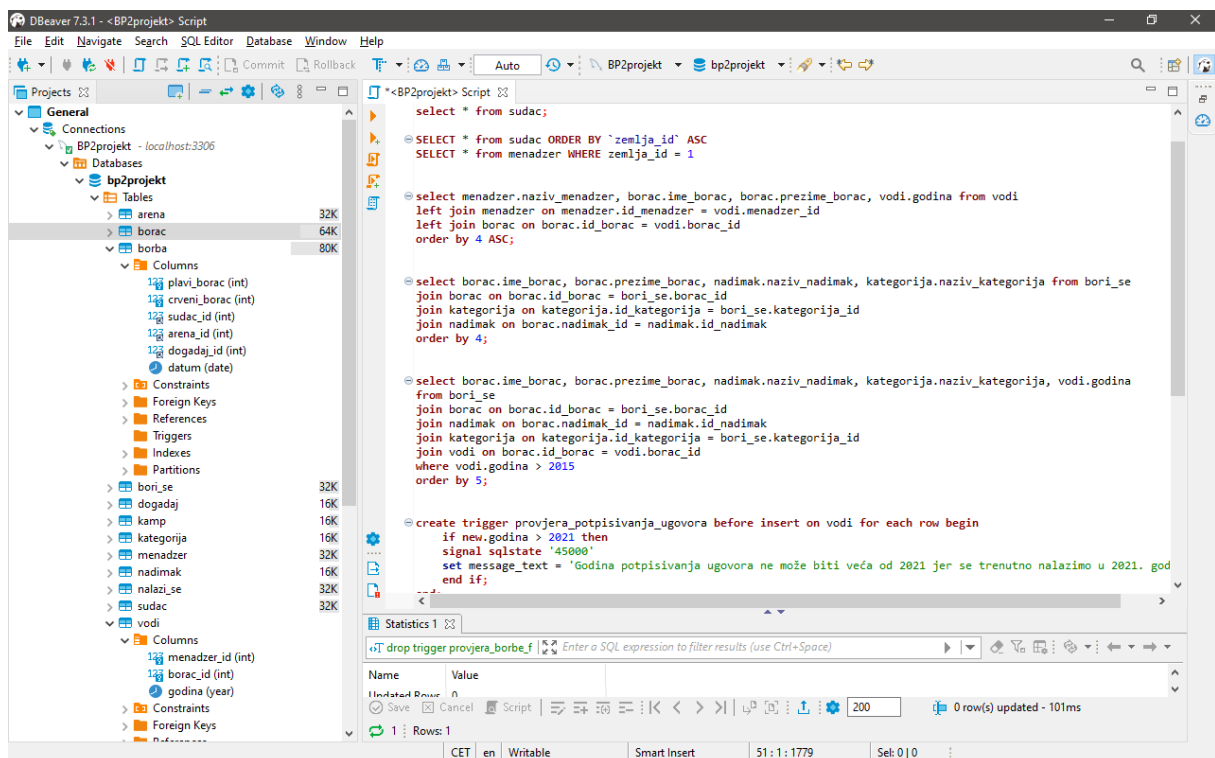 DBeaver 7.3.1 - <BP2projekt> Script
File Edit Navigate Search SQL Editor Database Window Help
Commit Rollback Auto BP2projekt bp2projekt
Projects
General
Connections
BP2projekt - localhost:3306
Databases
bp2projekt
Tables
arena 32K
borac 64K
borba 80K
Columns
plavi_borac (int)
crveni_borac (int)
sudac_id (int)
arena_id (int)
događaj_id (int)
datum (date)
Constraints
Foreign Keys
References
Triggers
Indexes
Partitions
bori_se 32K
događaj 16K
kamp 16K
kategorija 16K
menadzer 32K
nadimak 16K
nalazi_se 32K
sudac 32K
vodi
Columns
menadzer_id (int)
borac_id (int)
godina (year)
Constraints
Foreign Keys
*<BP2projekt> Script
select * from sudac;
SELECT * from sudac ORDER BY `zemlja_id` ASC
SELECT * from menadzer WHERE zemlja_id = 1
select menadzer.naziv_menadzer, borac.ime_borac, borac.prezime_borac, vodi.godina from vodi
left join menadzer on menadzer.id_menadzer = vodi.menadzer_id
left join borac on borac.id_borac = vodi.borac_id
order by 4 ASC;
select borac.ime_borac, borac.prezime_borac, nadimak.naziv_nadimak, kategorija.naziv_kategorija from bori_se
join borac on borac.id_borac = bori_se.borac_id
join kategorija on kategorija.id_kategorija = bori_se.kategorija_id
join nadimak on borac.nadimak_id = nadimak.id_nadimak
order by 4;
select borac.ime_borac, borac.prezime_borac, nadimak.naziv_nadimak, kategorija.naziv_kategorija, vodi.godina
from bori_se
join borac on borac.id_borac = bori_se.borac_id
join nadimak on borac.nadimak_id = nadimak.id_nadimak
join kategorija on kategorija.id_kategorija = bori_se.kategorija_id
join vodi on borac.id_borac = vodi.borac_id
where vodi.godina > 2015
order by 5;
create trigger provjera_potpisivanja_ugovora before insert on vodi for each row begin
if new.godina > 2021 then
signal sqlstate '45000'
set message_text = 'Godina potpisivanja ugovora ne može biti veća od 2021 jer se trenutno nalazimo u 2021. god
end if;
Statistics 1
drop trigger provjera_borbe_f Enter a SQL expression to filter results (use Ctrl+Space)
Name Value
Updated Rows 0
Save Cancel Script 200 0 row(s) updated - 101ms
1 Rows: 1
CET en Writable Smart Insert 51 : 1 : 1779 Sel: 0 | 0